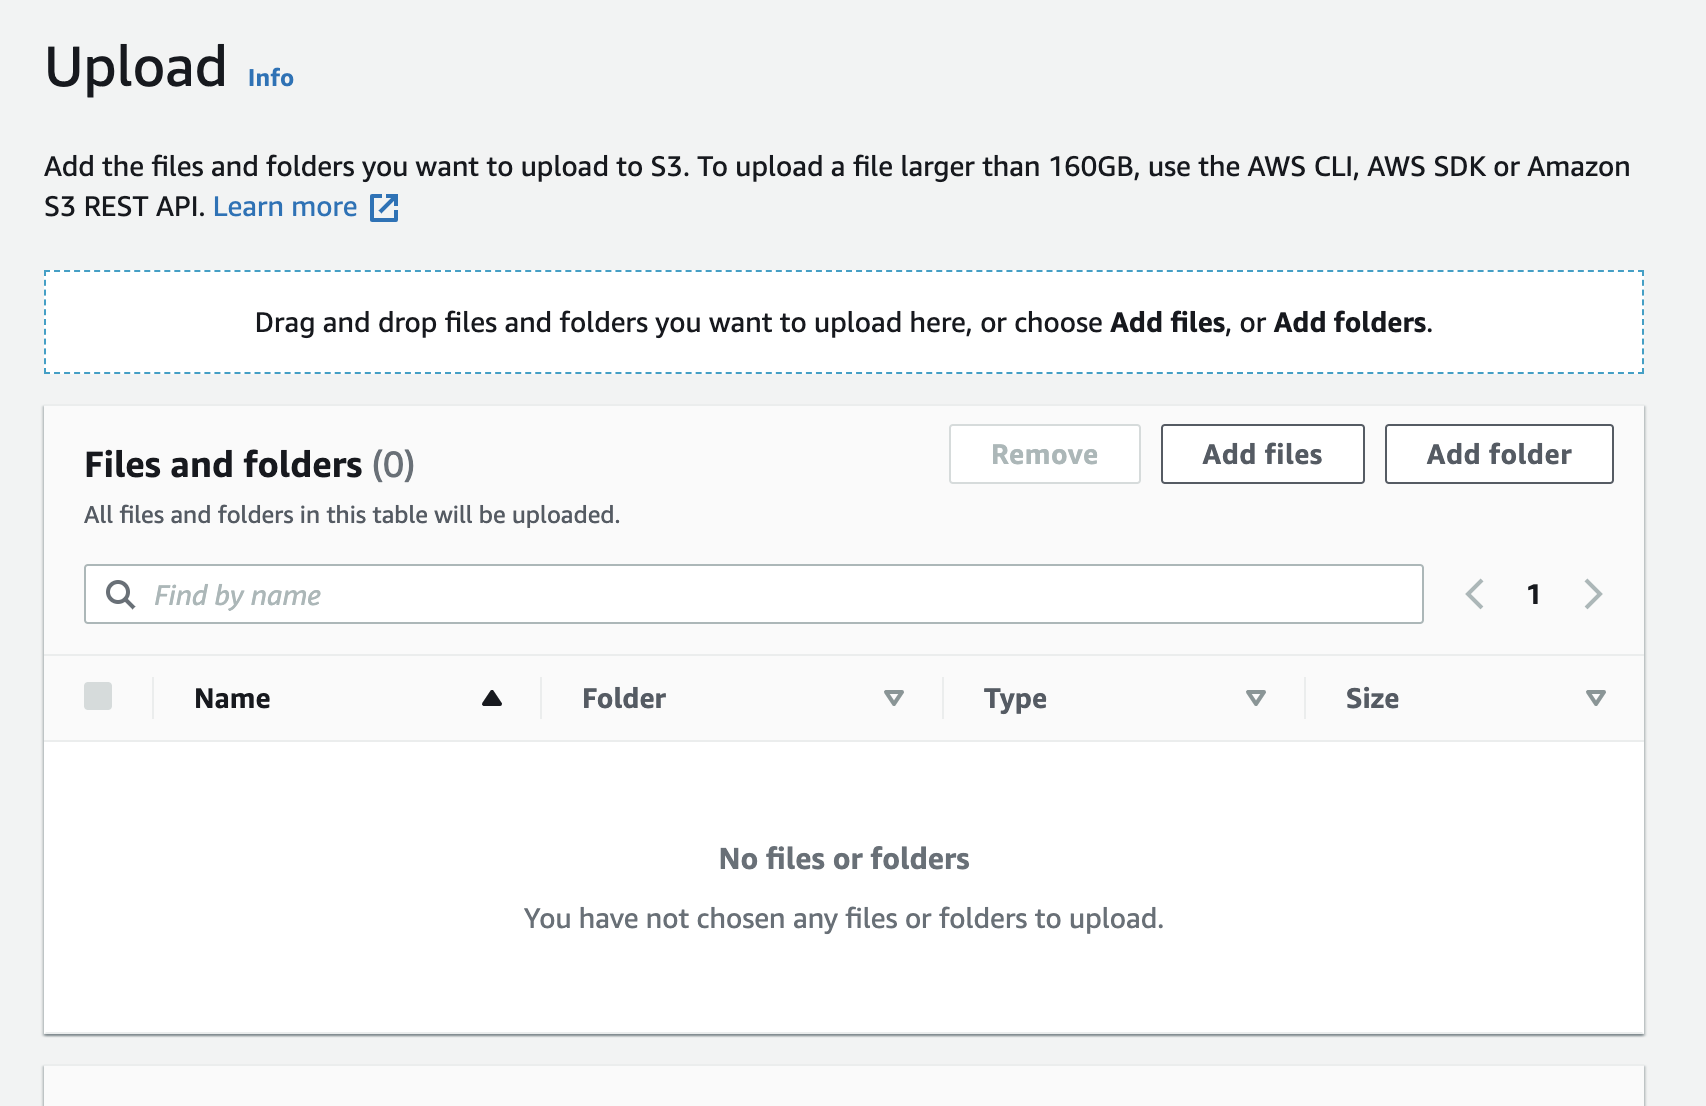 Upload Info
Add the files and folders you want to upload to S3. To upload a file larger than 160GB, use the AWS CLI, AWS SDK or Amazon
S3 REST API. Learn more
Drag and drop files and folders you want to upload here, or choose Add files, or Add folders.
Files and folders (0)
Remove Add files Add folder
All files and folders in this table will be uploaded.
Find by name 1
Name Folder Type Size
No files or folders
You have not chosen any files or folders to upload.